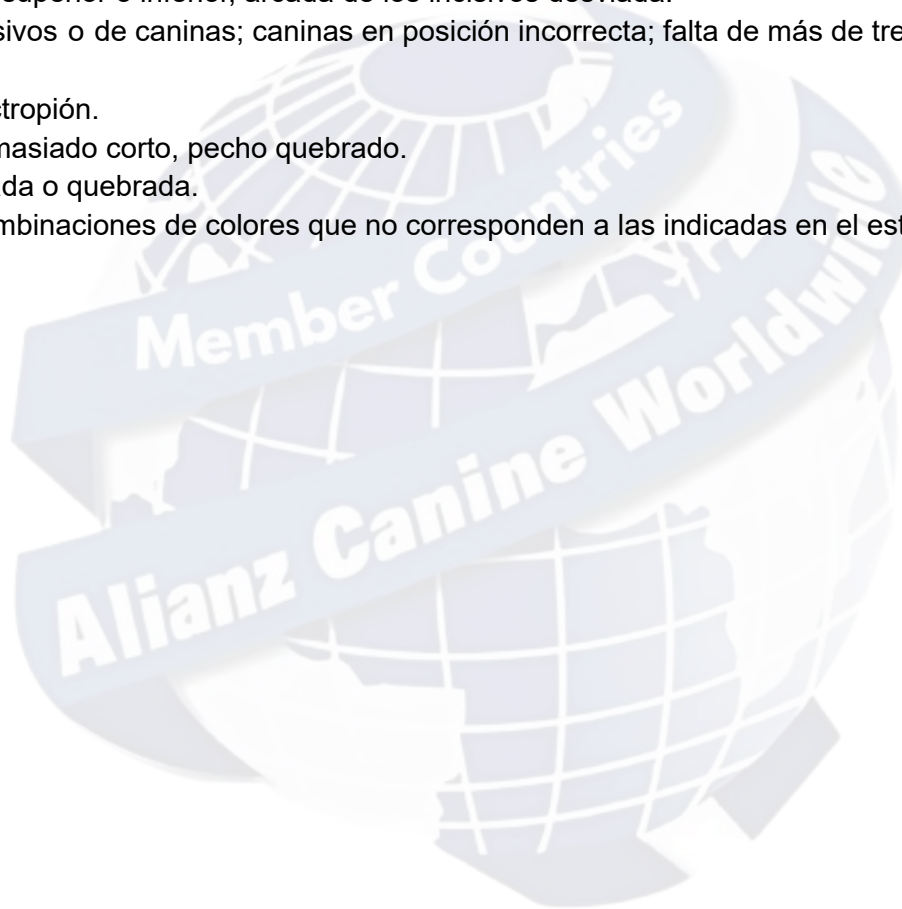 superior o inferior, arcada de los incisivos desviada.
sivos o de caninas; caninas en posición incorrecta; falta de más de tre
tropión.
masiado corto, pecho quebrado.
ada o quebrada.
mbinaciones de colores que no corresponden a las indicadas en el est
Member Countries
Alianz Canine Worldwide